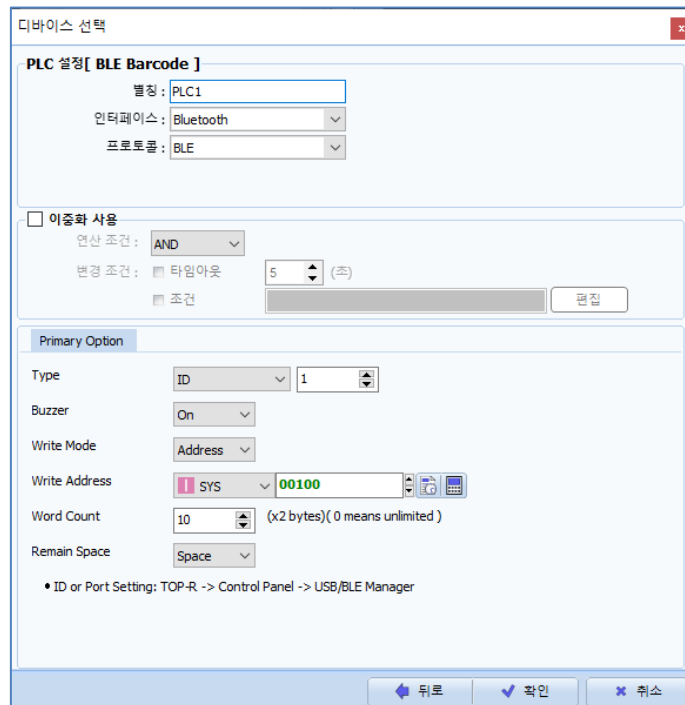 디바이스 선택
PLC 설정[ BLE Barcode ]
별칭 : PLC1
인터페이스 : Bluetooth
프로토콜 : BLE
이중화 사용
연산 조건 : AND
변경 조건 : 타임아웃 5 (초)
조건 편집
Primary Option
Type ID 1
Buzzer On
Write Mode Address
Write Address SYS 00100
Word Count 10 (x2 bytes)( 0 means unlimited )
Remain Space Space
• ID or Port Setting: TOP-R -> Control Panel -> USB/BLE Manager
뒤로 확인 취소